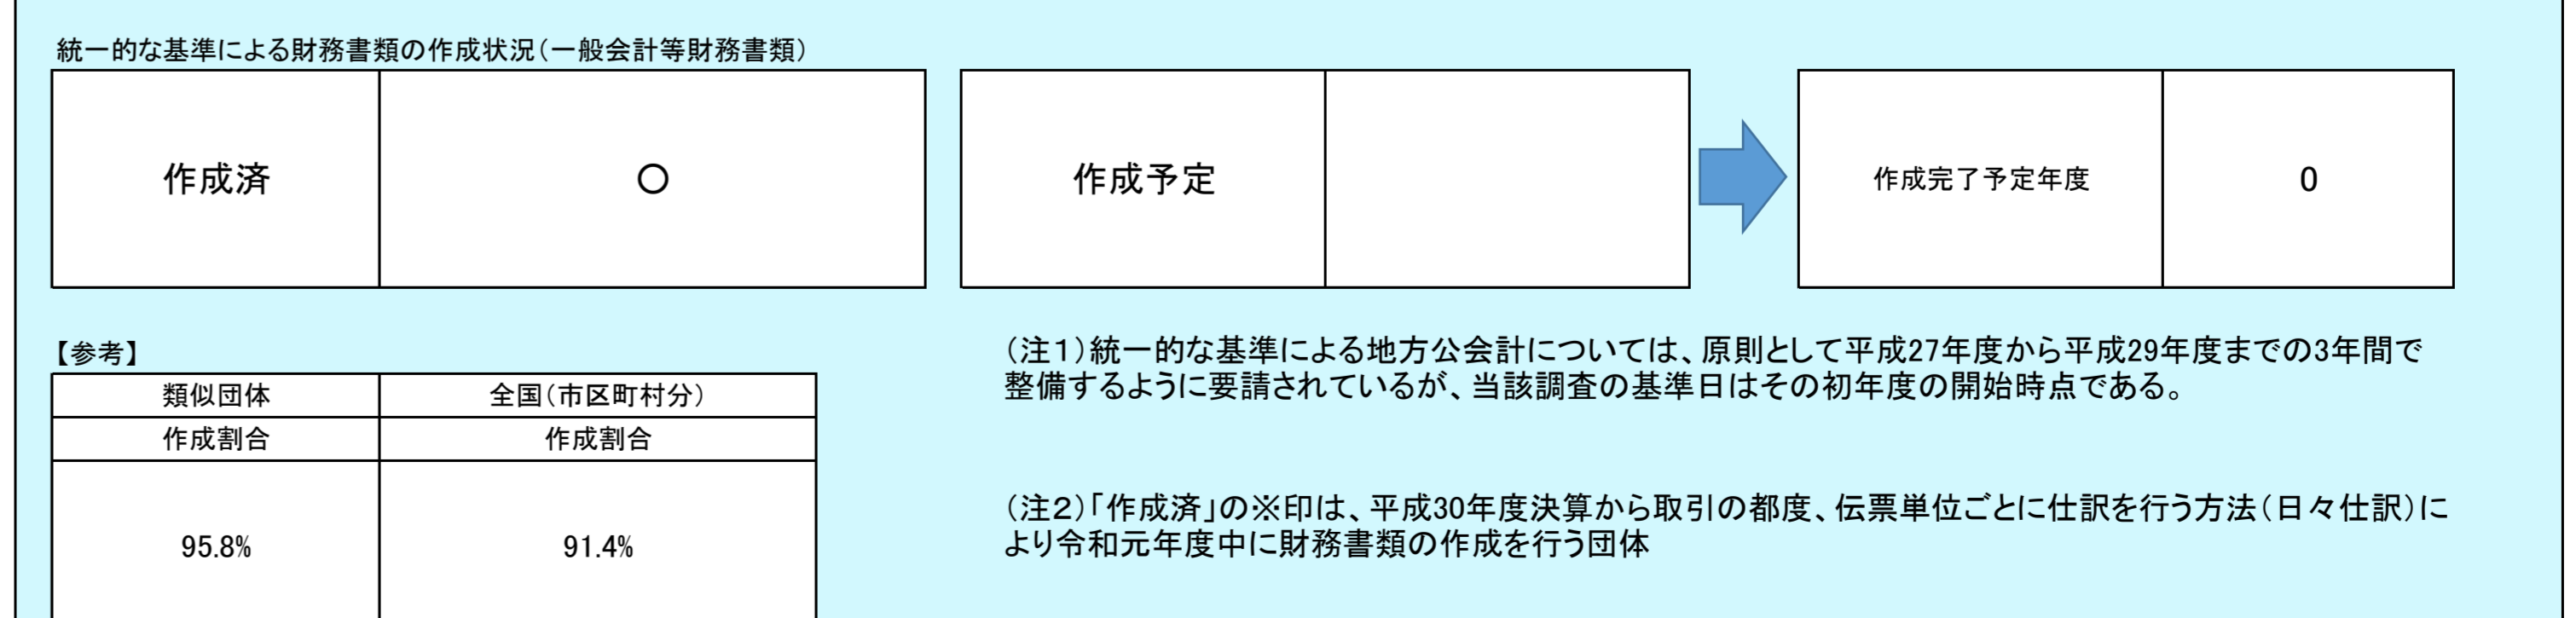 統一的な基準による財務書類の作成状況（一般会計等財務書類）
作成済 ○ 作成予定 作成完了予定年度 0
【参考】
類似団体 全国（市区町村分）
作成割合 作成割合
95.8% 91.4%
（注1）統一的な基準による地方公会計については、原則として平成27年度から平成29年度までの3年間で
整備するように要請されているが、当該調査の基準日はその初年度の開始時点である。
（注2）「作成済」の※印は、平成30年度決算から取引の都度、伝票単位ごとに仕訳を行う方法（日々仕訳）に
より令和元年度中に財務書類の作成を行う団体